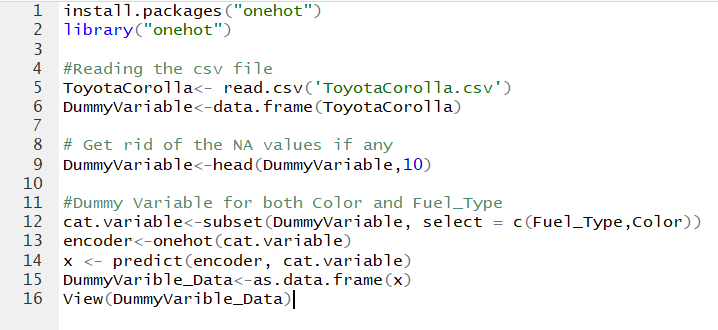 1 install.packages("onehot")
2 library("onehot")
3
4 #Reading the csv file
5 ToyotaCorolla<- read.csv('ToyotaCorolla.csv')
6 DummyVariable<-data.frame(ToyotaCorolla)
7
8 # Get rid of the NA values if any
9 DummyVariable<-head(DummyVariable,10)
10
11 #Dummy Variable for both Color and Fuel_Type
12 cat.variable<-subset(DummyVariable, select = c(Fuel_Type,Color))
13 encoder<-onehot(cat.variable)
14 x <- predict(encoder, cat.variable)
15 DummyVarible_Data<-as.data.frame(x)
16 View(DummyVarible_Data)